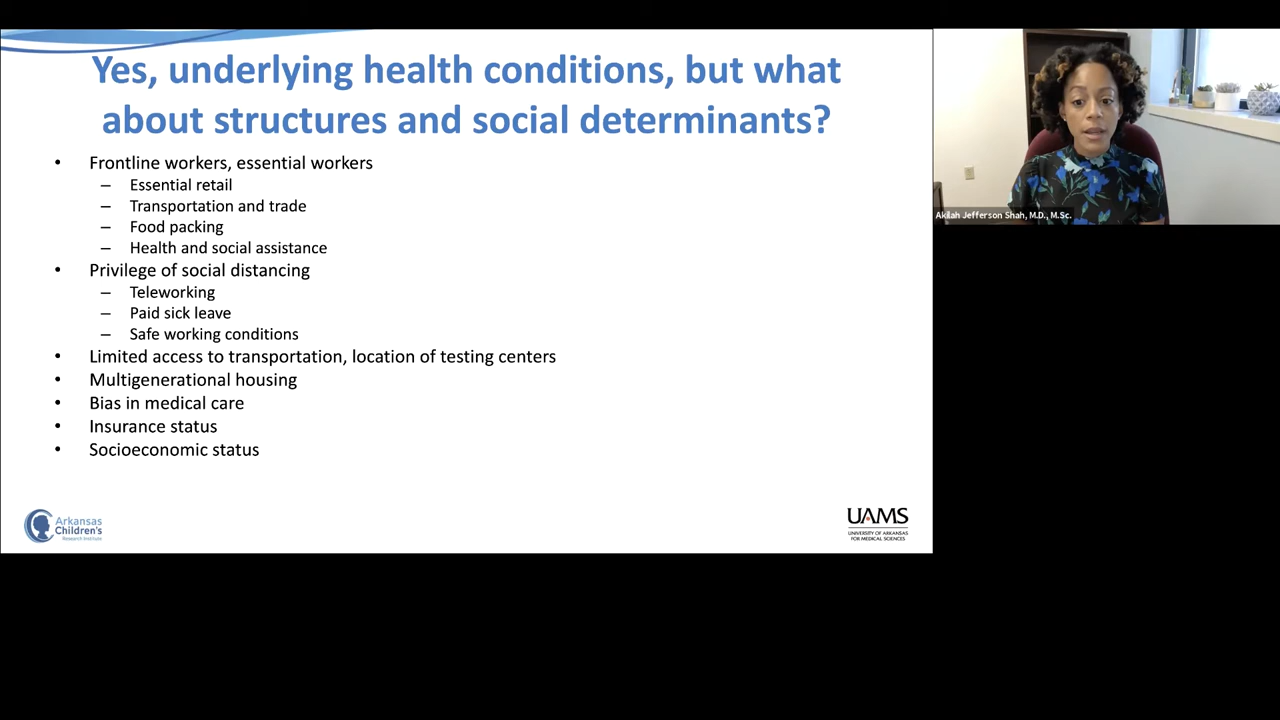 Yes, underlying health conditions, but what
about structures and social determinants?
• Frontline workers, essential workers
– Essential retail
– Transportation and trade
– Food packing
– Health and social assistance
• Privilege of social distancing
– Teleworking
– Paid sick leave
– Safe working conditions
• Limited access to transportation, location of testing centers
• Multigenerational housing
• Bias in medical care
• Insurance status
• Socioeconomic status
Arkansas
Children's
Research Institute
UAMS
UNIVERSITY OF ARKANSAS
FOR MEDICAL SCIENCES
Akilah Jefferson Shah, M.D., M.Sc.